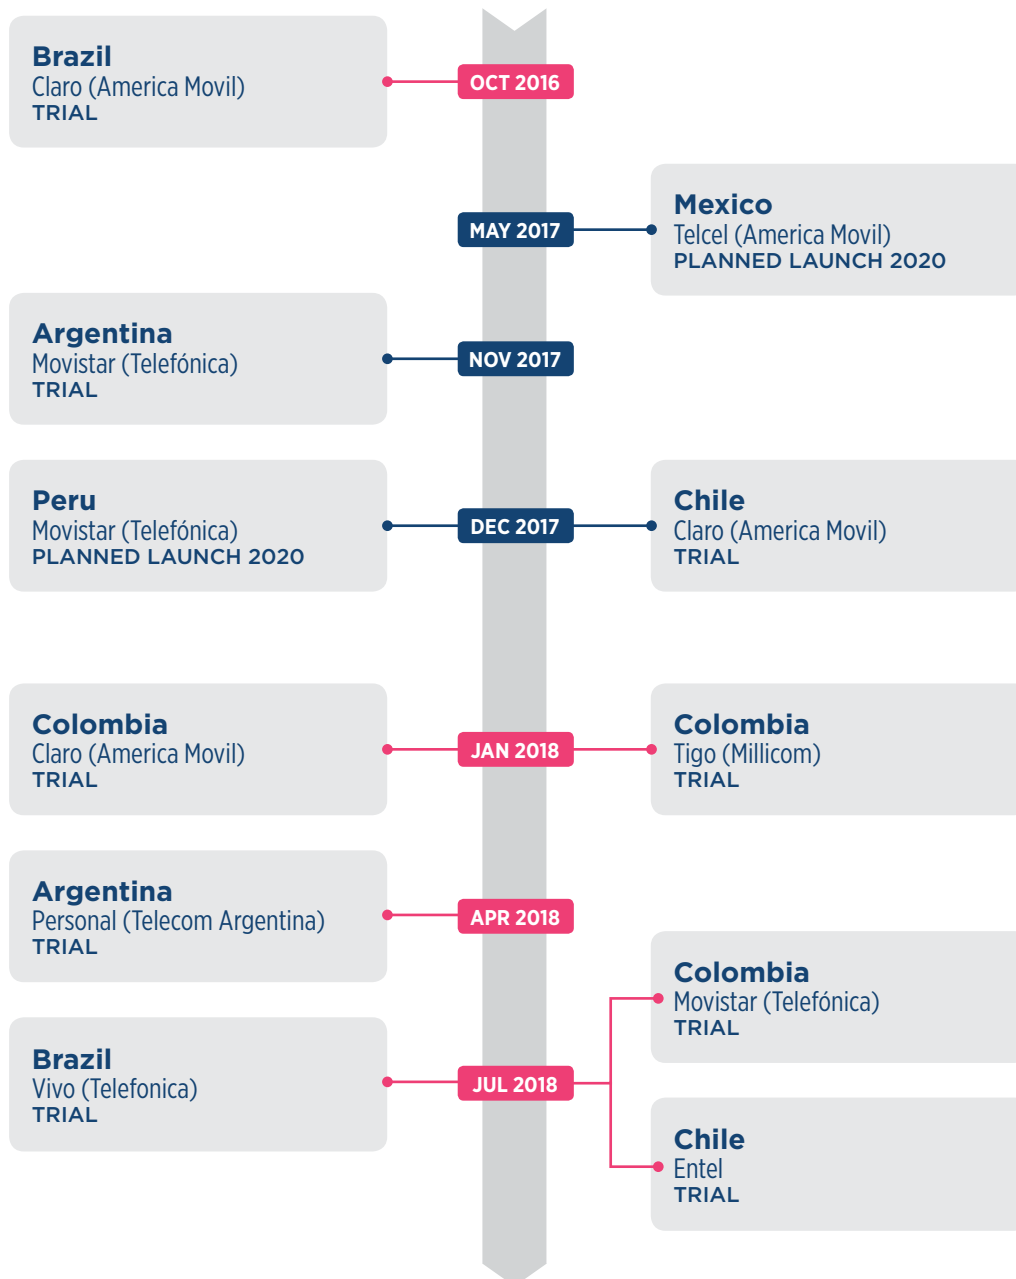 Brazil
Claro (America Movil)
TRIAL
OCT 2016
MAY 2017
Mexico
Telcel (America Movil)
PLANNED LAUNCH 2020
Argentina
Movistar (Telefónica)
TRIAL
NOV 2017
Peru
Movistar (Telefónica)
PLANNED LAUNCH 2020
DEC 2017
Chile
Claro (America Movil)
TRIAL
Colombia
Claro (America Movil)
TRIAL
JAN 2018
Colombia
Tigo (Millicom)
TRIAL
Argentina
Personal (Telecom Argentina)
TRIAL
APR 2018
Brazil
Vivo (Telefonica)
TRIAL
JUL 2018
Colombia
Movistar (Telefónica)
TRIAL
Chile
Entel
TRIAL